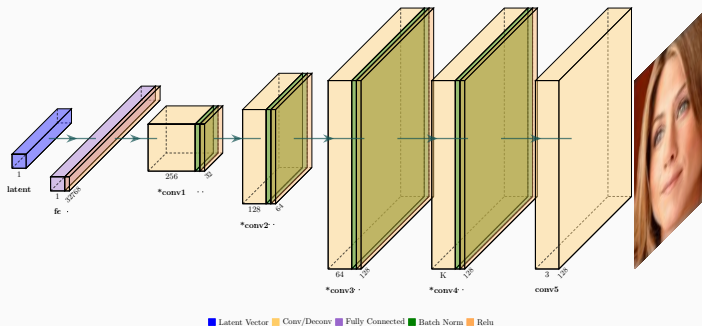 1
latent
1
32768
fc
256
32
*conv1
128
64
*conv2
64
128
*conv3
K
128
*conv4
3
128
conv5
Latent Vector Conv/Deconv Fully Connected Batch Norm Relu